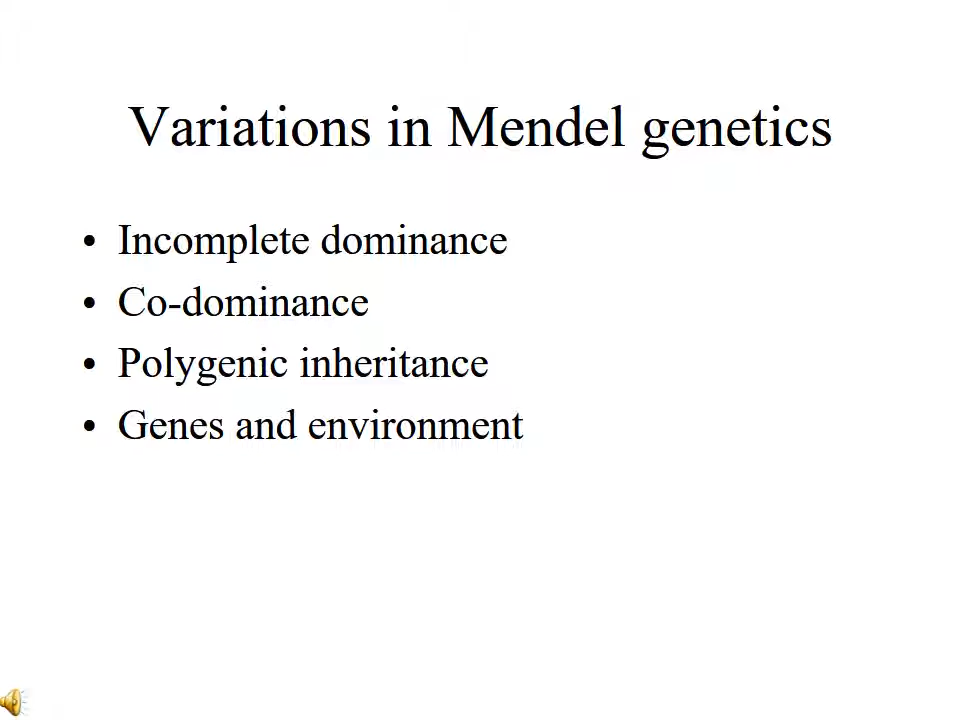 Variations in Mendel genetics
• Incomplete dominance
• Co-dominance
• Polygenic inheritance
• Genes and environment